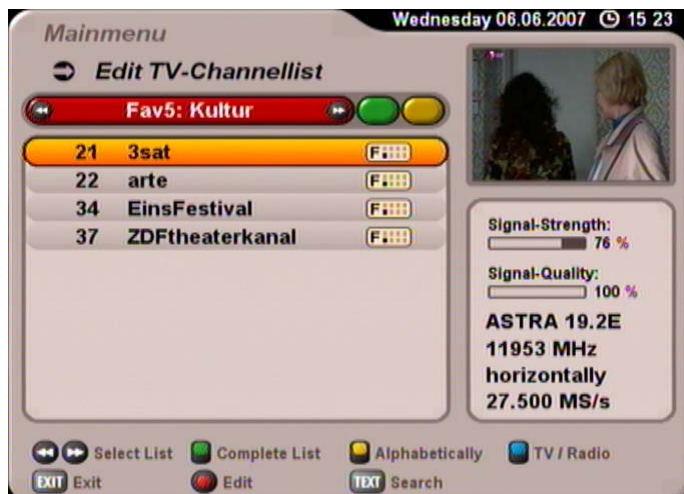 Mainmenu
Wednesday 06.06.2007 15 23
Edit TV-Channellist
Fav5: Kultur
21 3sat F
22 arte F
34 EinsFestival F
37 ZDFtheaterkanal F
Signal-Strength:
76 %
Signal-Quality:
100 %
ASTRA 19.2E
11953 MHz
horizontally
27.500 MS/s
Select List Complete List Alphabetically TV / Radio
EXIT Exit Edit TEXT Search